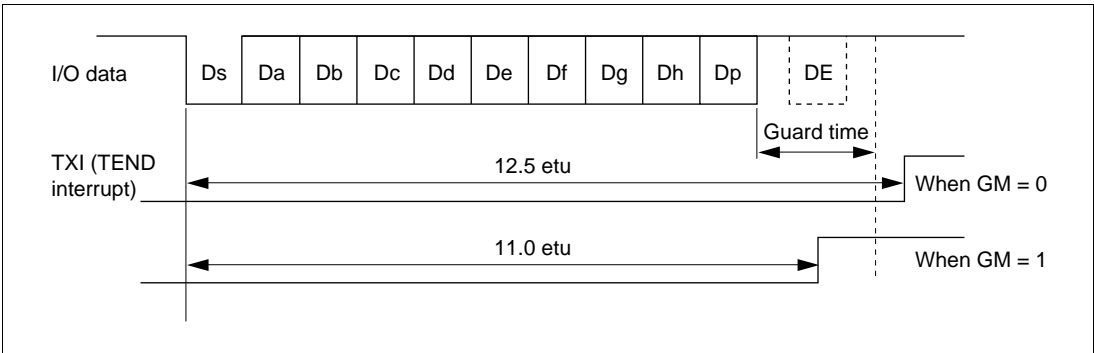 I/O data
Ds Da Db Dc Dd De Df Dg Dh Dp DE
Guard time
TXI (TEND
interrupt)
12.5 etu
When GM = 0
11.0 etu
When GM = 1